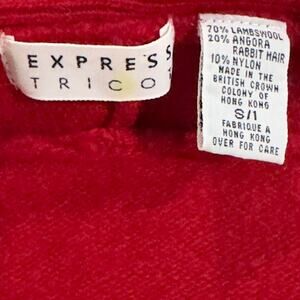 EXPRESS
TRICO
70% LAMBSWOOL
20% ANGORA
RABBIT HAIR
10% NYLON
MADE IN THE
BRITISH CROWN
COLONY OF
HONG KONG
S/1
FABRIQUE A
HONG KONG
OVER FOR CARE